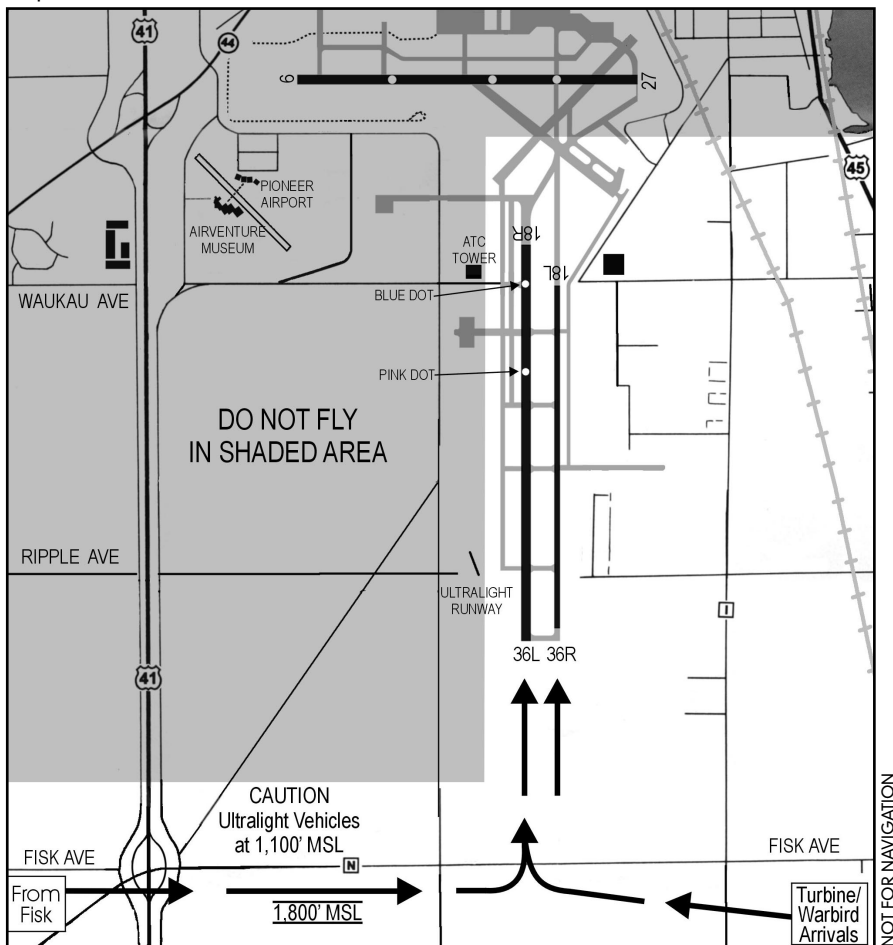 41
44
9
27
45
PIONEER
AIRPORT
AIRVENTURE
MUSEUM
ATC
TOWER
18R
18L
BLUE DOT
WAUKAU AVE
PINK DOT
DO NOT FLY
IN SHADED AREA
RIPPLE AVE
ULTRALIGHT
RUNWAY
I
36L 36R
41
CAUTION
Ultralight Vehicles
at 1,100' MSL
FISK AVE
FISK AVE
N
From
Fisk
1,800' MSL
Turbine/
Warbird
Arrivals
NOT FOR NAVIGATION